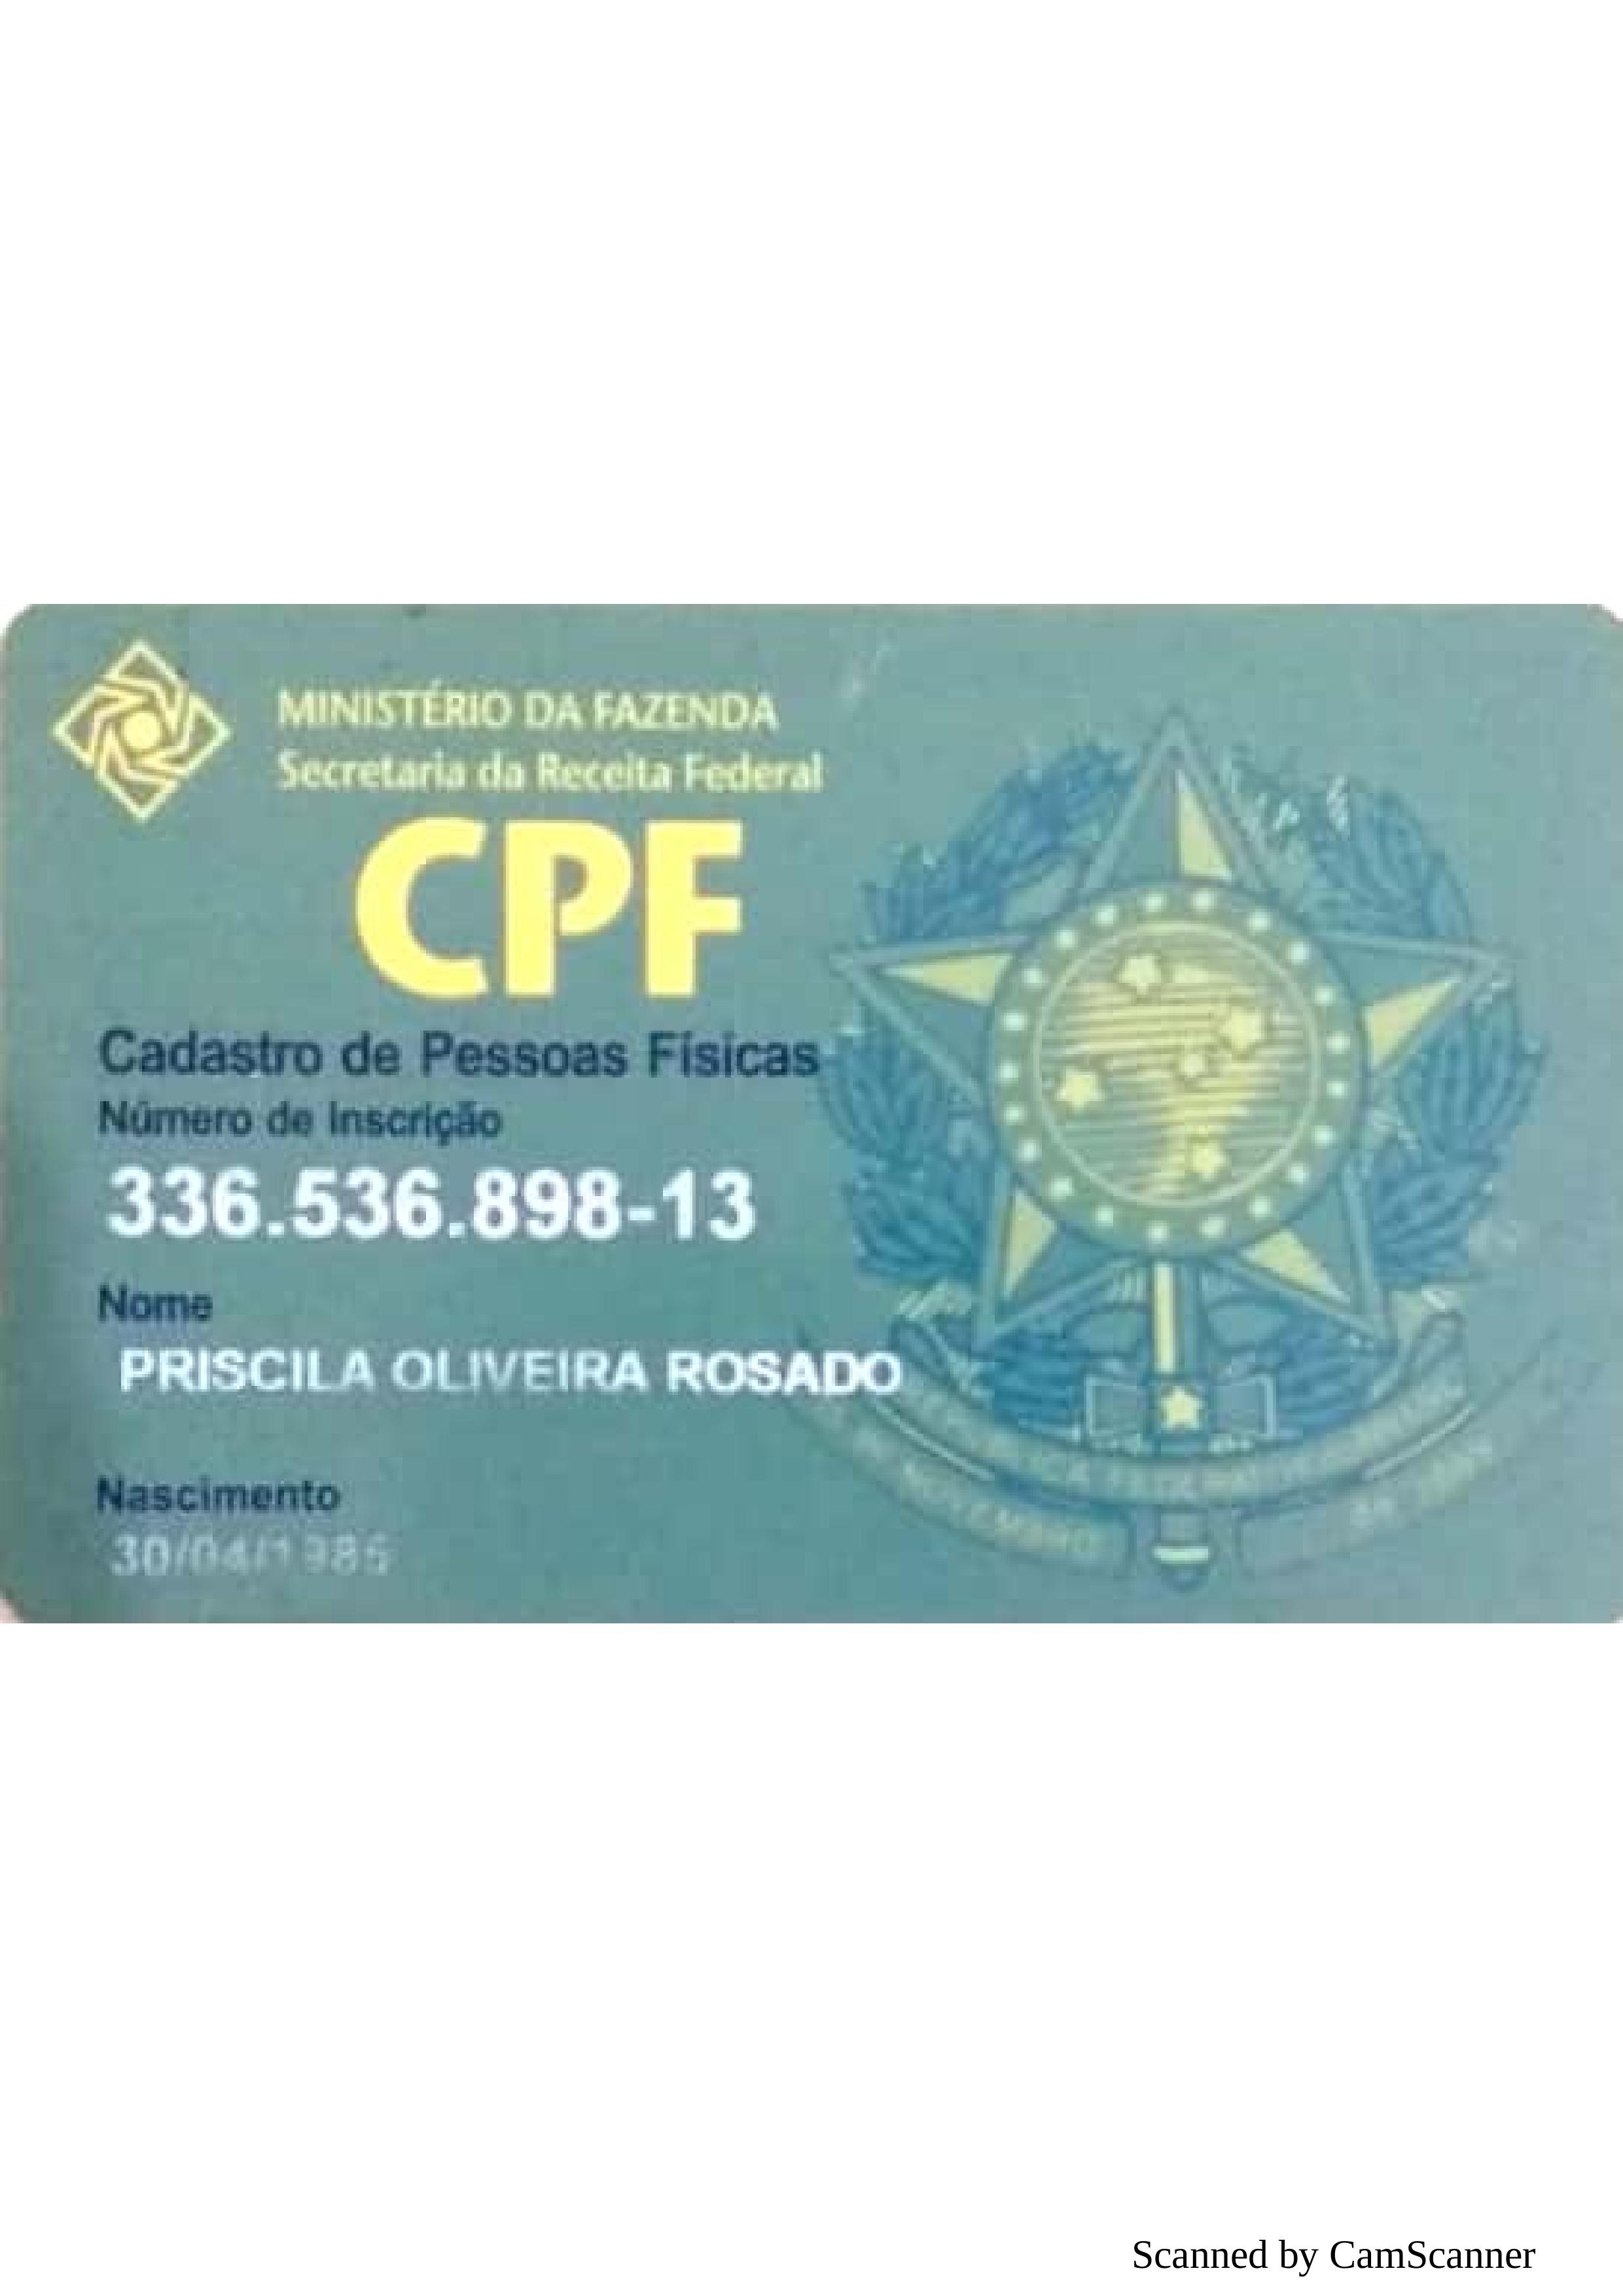 MINISTÉRIO DA FAZENDA
Secretaria da Receita Federal
CPF
Cadastro de Pessoas Físicas
Número de Inscrição
336.536.898-13
Nome
PRISCILA OLIVEIRA ROSADO
Nascimento
30/04/1986
Scanned by CamScanner